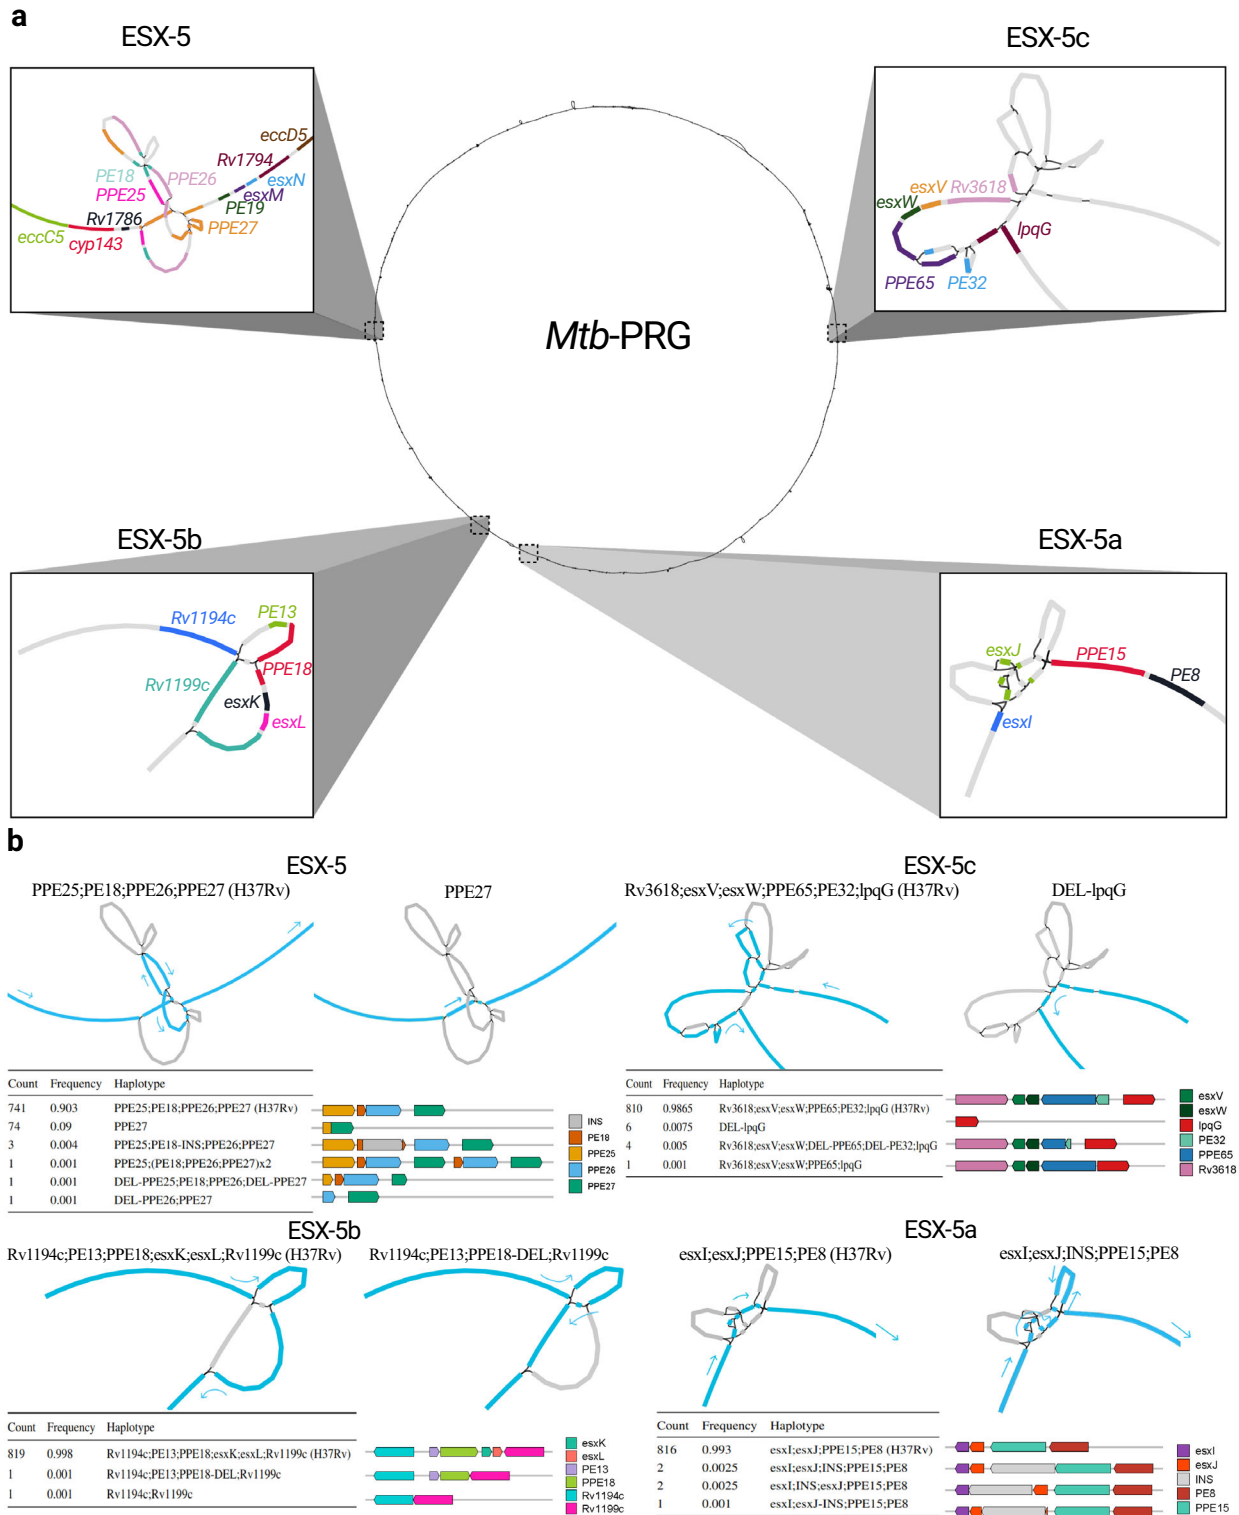 a
ESX-5
ESX-5c
eccD5
Rv1794
PE18
PPE26
esxN
PPE25
esxM
PE19
Rv1786
PPE27
eccC5
cyp143
esxV
Rv3618
esxW
lpqG
PPE65
PE32
Mtb-PRG
ESX-5b
ESX-5a
Rv1194c
PE13
PPE18
Rv1199c
esxK
esxL
esxJ
PPE15
PE8
esxI
b
ESX-5
PPE25;PE18;PPE26;PPE27 (H37Rv)
PPE27
Count Frequency Haplotype
741 0.903 PPE25;PE18;PPE26;PPE27 (H37Rv)
74 0.09 PPE27
3 0.004 PPE25;PE18-INS;PPE26;PPE27
1 0.001 PPE25;(PE18;PPE26;PPE27)x2
1 0.001 DEL-PPE25;PE18;PPE26;DEL-PPE27
1 0.001 DEL-PPE26;PPE27
INS
PE18
PPE25
PPE26
PPE27
ESX-5c
Rv3618;esxV;esxW;PPE65;PE32;lpqG (H37Rv)
DEL-lpqG
Count Frequency Haplotype
810 0.9865 Rv3618;esxV;esxW;PPE65;PE32;lpqG (H37Rv)
6 0.0075 DEL-lpqG
4 0.005 Rv3618;esxV;esxW;DEL-PPE65;DEL-PE32;lpqG
1 0.001 Rv3618;esxV;esxW;PPE65;lpqG
esxV
esxW
lpqG
PE32
PPE65
Rv3618
ESX-5b
Rv1194c;PE13;PPE18;esxK;esxL;Rv1199c (H37Rv)
Rv1194c;PE13;PPE18-DEL;Rv1199c
Count Frequency Haplotype
819 0.998 Rv1194c;PE13;PPE18;esxK;esxL;Rv1199c (H37Rv)
1 0.001 Rv1194c;PE13;PPE18-DEL;Rv1199c
1 0.001 Rv1194c;Rv1199c
esxK
esxL
PE13
PPE18
Rv1194c
Rv1199c
ESX-5a
esxI;esxJ;PPE15;PE8 (H37Rv)
esxI;esxJ;INS;PPE15;PE8
Count Frequency Haplotype
816 0.993 esxI;esxJ;PPE15;PE8 (H37Rv)
2 0.0025 esxI;esxJ;INS;PPE15;PE8
2 0.0025 esxI;INS;esxJ;PPE15;PE8
1 0.001 esxI;esxJ-INS;PPE15;PE8
esxI
esxJ
INS
PE8
PPE15